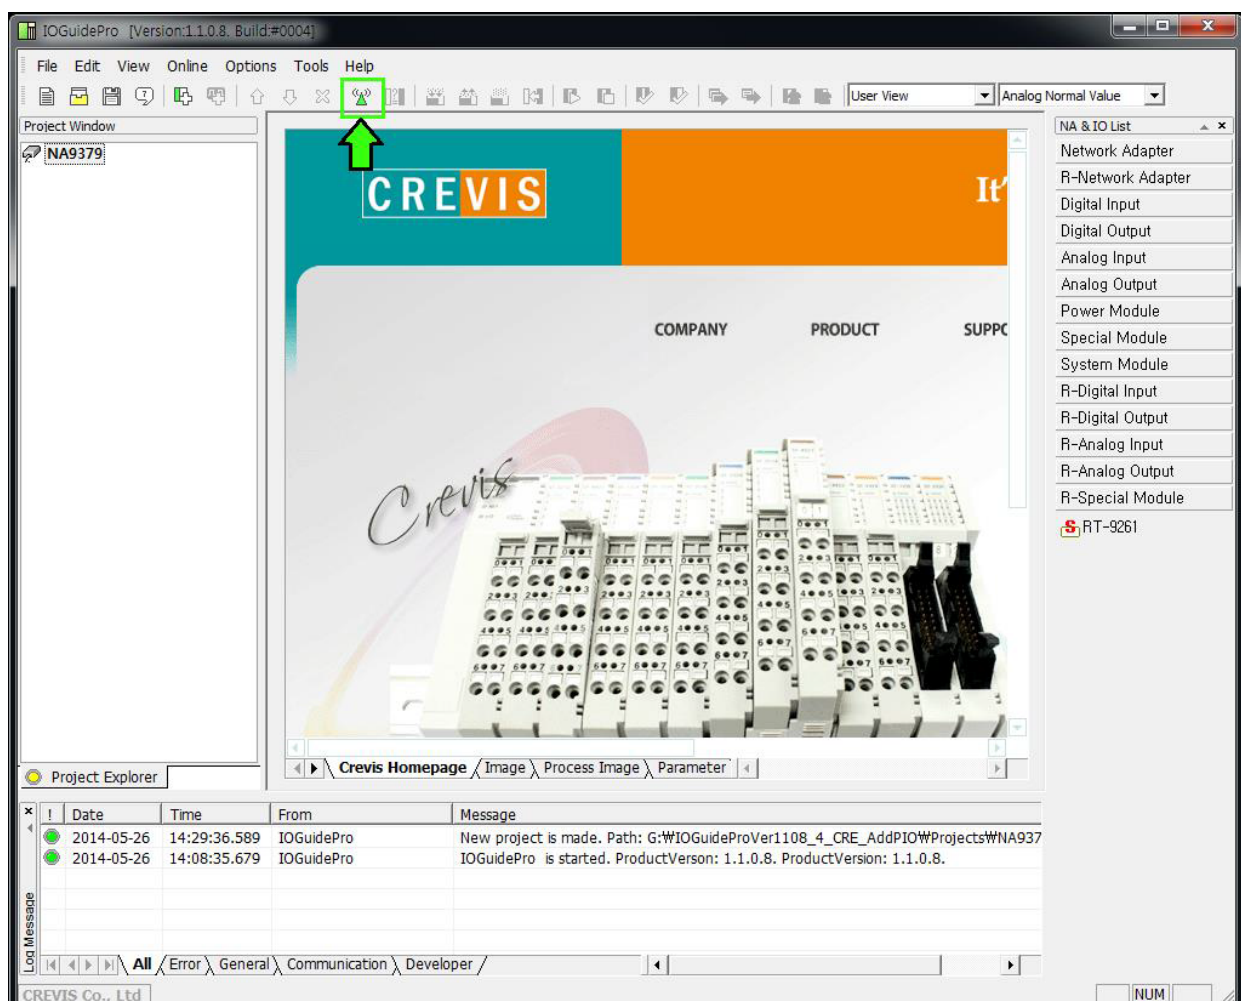 IOGuidePro [Version:1.1.0.8. Build:#0004]
File Edit View Online Options Tools Help
User View
Analog Normal Value
Project Window
NA9379
Project Explorer
CREVIS
It'
COMPANY PRODUCT SUPPC
Crevis
Crevis Homepage Image Process Image Parameter
NA & IO List
Network Adapter
R-Network Adapter
Digital Input
Digital Output
Analog Input
Analog Output
Power Module
Special Module
System Module
R-Digital Input
R-Digital Output
R-Analog Input
R-Analog Output
R-Special Module
RT-9261
! Date Time From Message
2014-05-26 14:29:36.589 IOGuidePro New project is made. Path: G:₩IOGuideProVer1108_4_CRE_AddPIO₩Projects₩NA937
2014-05-26 14:08:35.679 IOGuidePro IOGuidePro is started. ProductVerson: 1.1.0.8. ProductVersion: 1.1.0.8.
Log Message
All Error General Communication Developer
CREVIS Co., Ltd
NUM